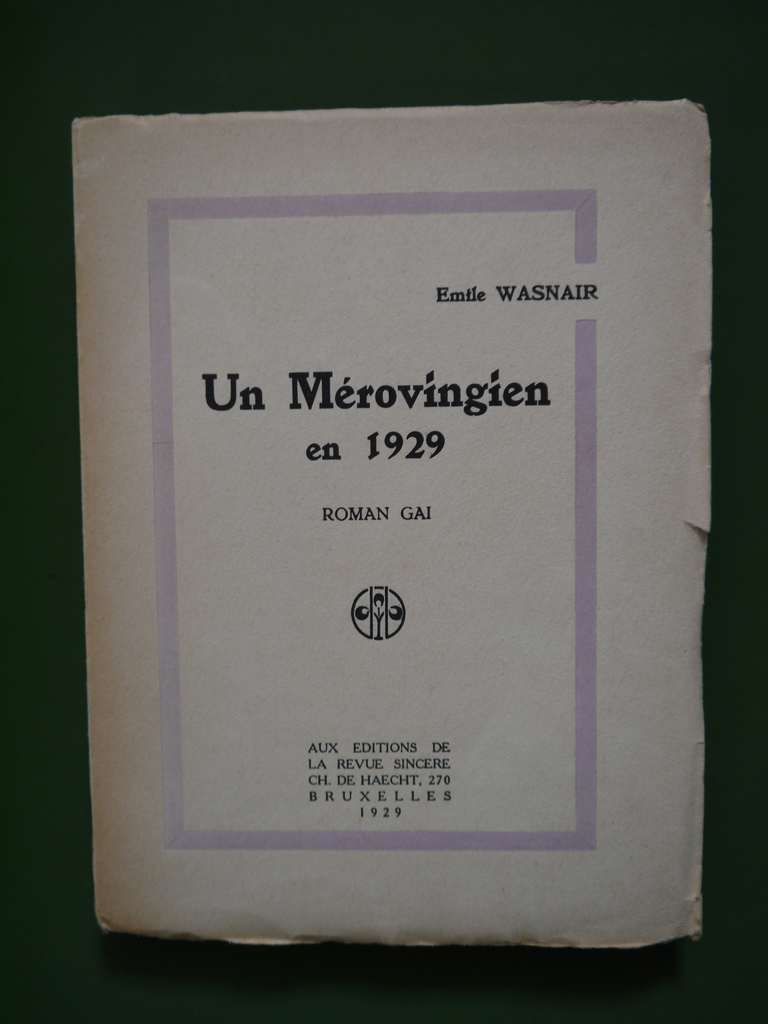 Emile WASNAIR
Un Mérovingien
en 1929
ROMAN GAI
AUX EDITIONS DE
LA REVUE SINCERE
CH. DE HAECHT, 270
BRUXELLES
1929